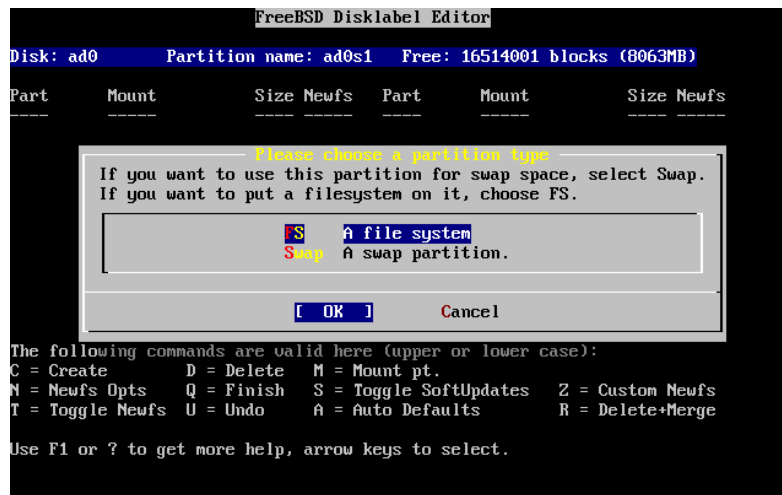 FreeBSD Disklabel Editor
Disk: ad0 Partition name: ad0s1 Free: 16514001 blocks (8063MB)
Part Mount Size Newfs Part Mount Size Newfs
---- ----- ---- ----- ---- ----- ---- -----
Please choose a partition type
If you want to use this partition for swap space, select Swap.
If you want to put a filesystem on it, choose FS.
FS A file system
Swap A swap partition.
[ OK ] Cancel
The following commands are valid here (upper or lower case):
C = Create D = Delete M = Mount pt.
N = Newfs Opts Q = Finish S = Toggle SoftUpdates Z = Custom Newfs
T = Toggle Newfs U = Undo A = Auto Defaults R = Delete+Merge
Use F1 or ? to get more help, arrow keys to select.